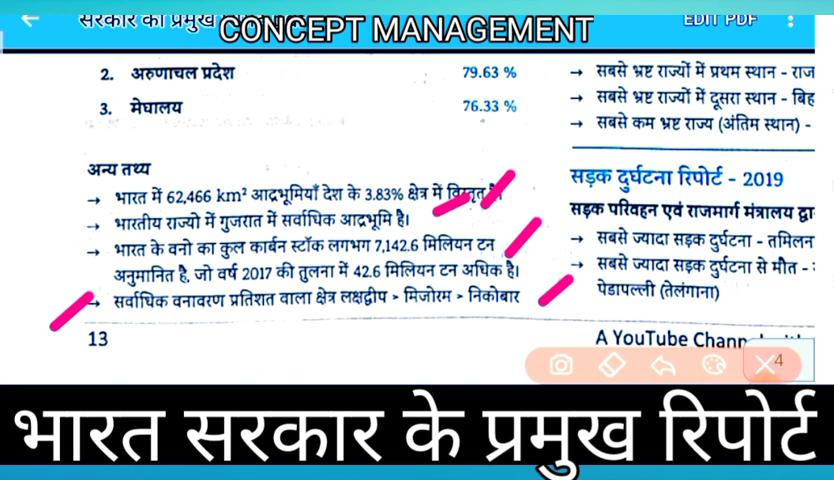 सरकार की प्रमुख
CONCEPT MANAGEMENT
EDIT PDF
2. अरुणाचल प्रदेश 79.63 %
3. मेघालय 76.33 %
अन्य तथ्य
→ भारत में 62,466 km² आद्रभूमियाँ देश के 3.83% क्षेत्र में विस्तृत
→ भारतीय राज्यो में गुजरात में सर्वाधिक आद्रभूमि है।
→ भारत के वनो का कुल कार्बन स्टॉक लगभग 7,142.6 मिलियन टन
अनुमानित है, जो वर्ष 2017 की तुलना में 42.6 मिलियन टन अधिक है।
→ सर्वाधिक वनावरण प्रतिशत वाला क्षेत्र लक्षद्वीप > मिजोरम > निकोबार
13
→ सबसे भ्रष्ट राज्यों में प्रथम स्थान - राज
→ सबसे भ्रष्ट राज्यों में दूसरा स्थान - बिह
→ सबसे कम भ्रष्ट राज्य (अंतिम स्थान) -
सड़क दुर्घटना रिपोर्ट - 2019
सड़क परिवहन एवं राजमार्ग मंत्रालय द्वा
→ सबसे ज्यादा सड़क दुर्घटना - तमिलन
→ सबसे ज्यादा सड़क दुर्घटना से मौत -
पेडापल्ली (तेलंगाना)
A YouTube Chann
4
भारत सरकार के प्रमुख रिपोर्ट